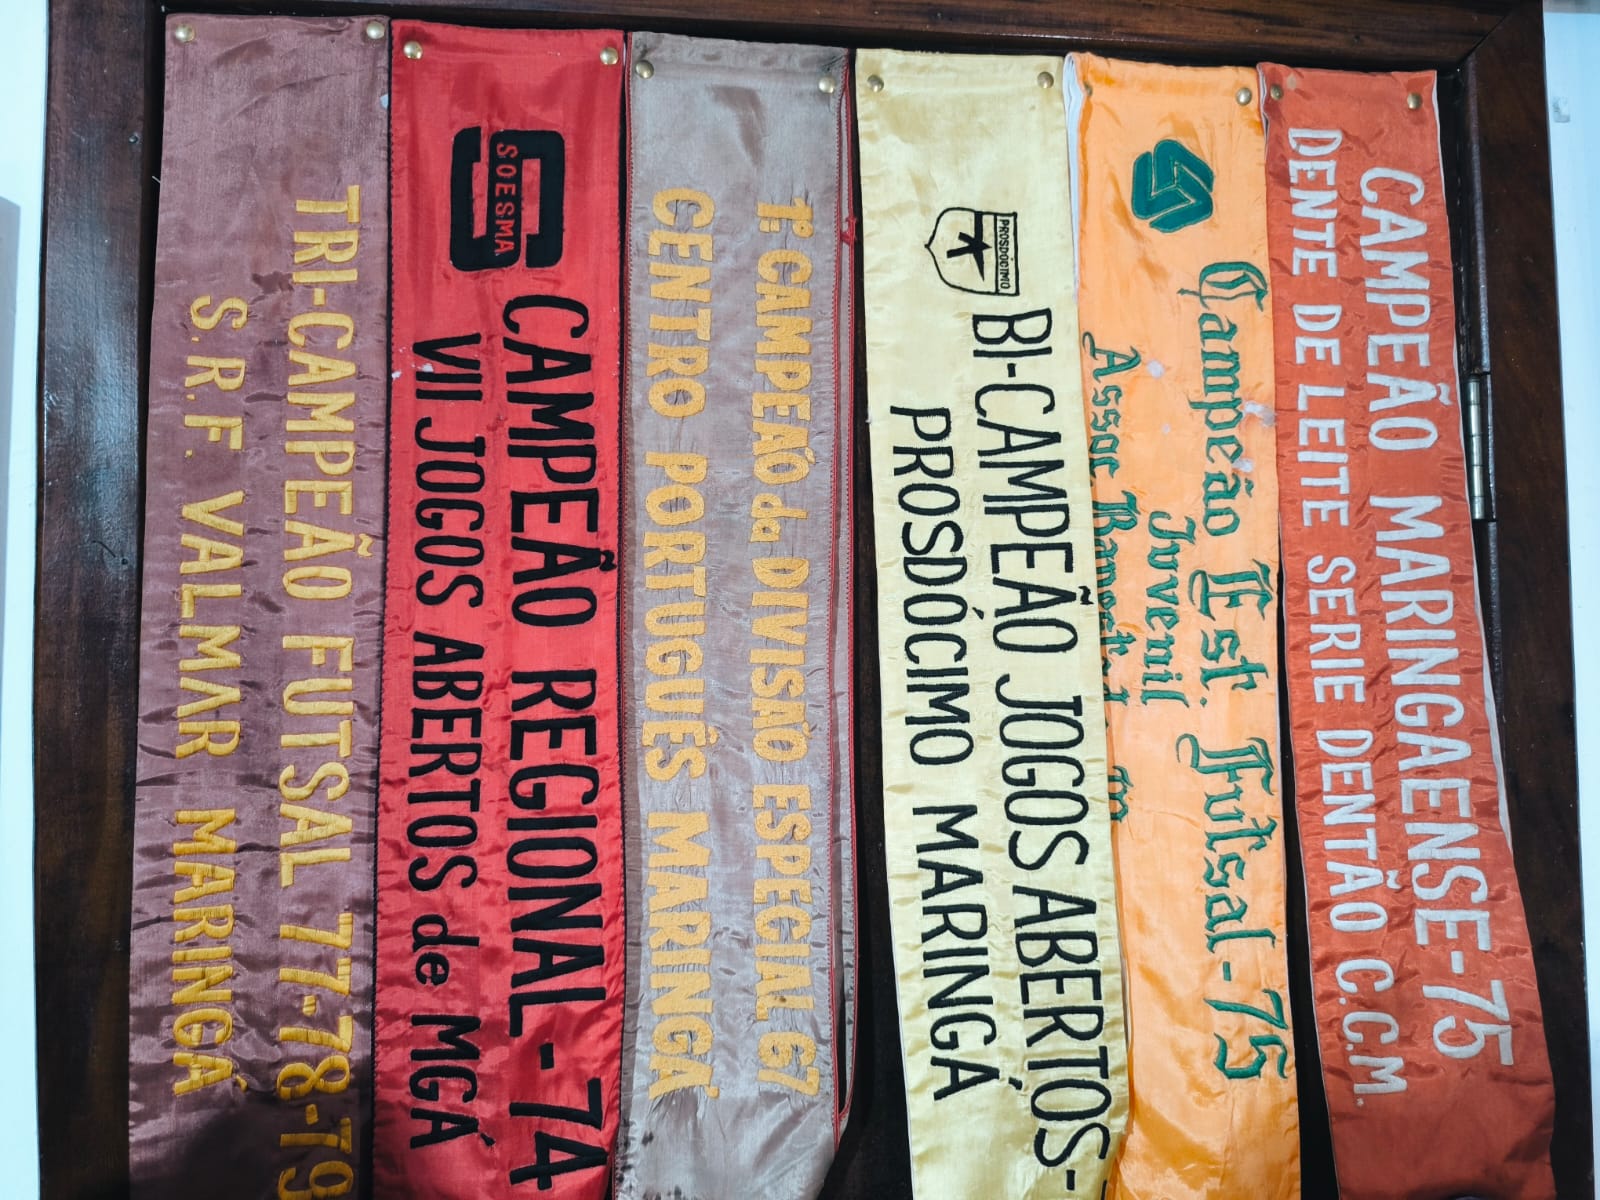 TRI-CAMPEÃO FUTSAL 77-78-79
S.R.F. VALMAR MARINGÁ
SOESMA
CAMPEÃO REGIONAL-74
VII JOGOS ABERTOS de MGÁ
1º CAMPEÃO da DIVISÃO ESPECIAL 67
CENTRO PORTUGUÊS MARINGÁ
PROSDÓCIMO
BI-CAMPEÃO JOGOS ABERTOS-
PROSDÓCIMO MARINGÁ
Campeão Est. Futsal-75
Juvenil
Assoc
CAMPEÃO MARINGAENSE-75
DENTE DE LEITE SERIE DENTÃO C.C.M.